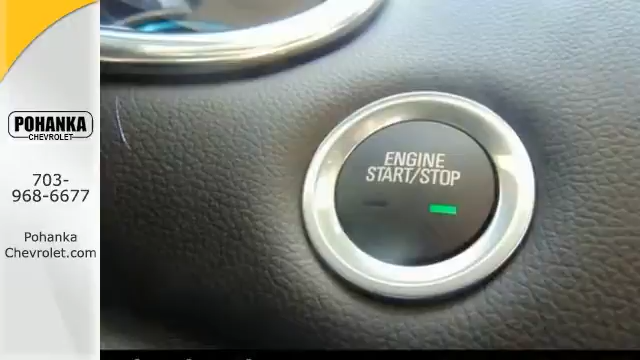 POHANKA
CHEVROLET
703-
968-6677
Pohanka
Chevrolet.com
ENGINE
START/STOP